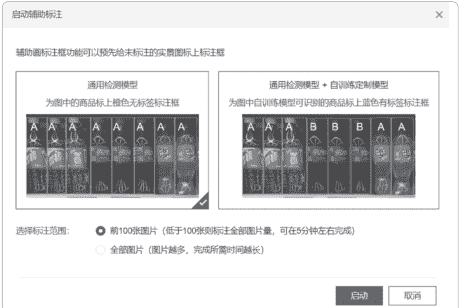 启动辅助标注
×
辅助画标注框功能可以预先给未标注的实景图标上标注框
通用检测模型
为图中的商品标上橙色无标签标注框
A A A A A A A A
通用检测模型 + 自训练定制模型
为图中自训练模型可识别的商品标上蓝色有标签标注框
A A A B B B A A
选择标注范围:
前100张图片（低于100张则标注全部图片量，可在5分钟左右完成）
全部图片（图片越多，完成所需时间越长）
启动
取消